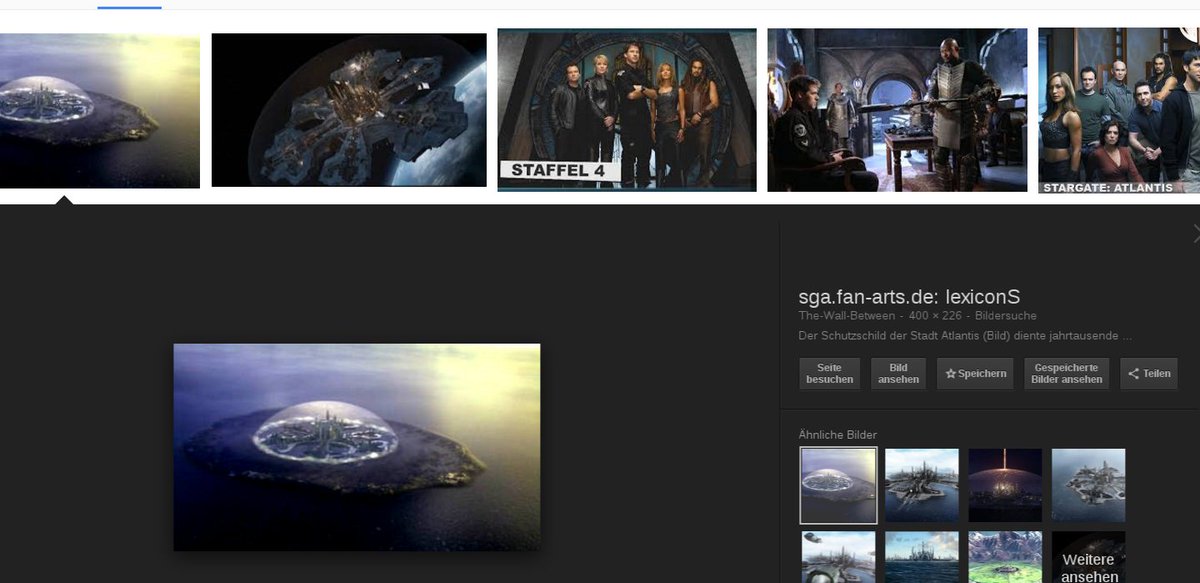 STAFFEL 4
STARGATE: ATLANTIS
sga.fan-arts.de: lexiconS
The-Wall-Between - 400 × 226 - Bildersuche
Der Schutzschild der Stadt Atlantis (Bild) diente jahrtausende ...
Seite
besuchen
Bild
ansehen
Speichern
Gespeicherte
Bilder ansehen
Teilen
Ähnliche Bilder
Weitere
ansehen